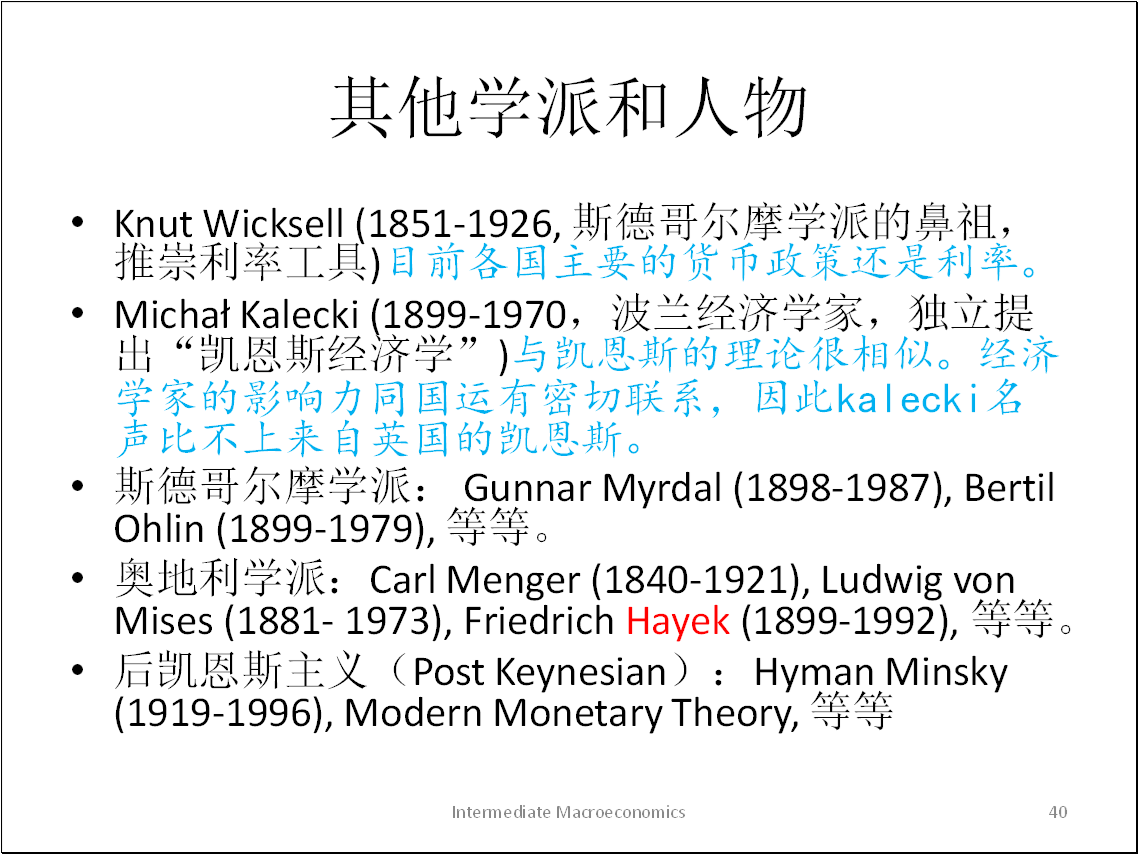 其他学派和人物
• Knut Wicksell (1851-1926, 斯德哥尔摩学派的鼻祖，
推崇利率工具)目前各国主要的货币政策还是利率。
• Michał Kalecki (1899-1970，波兰经济学家，独立提
出“凯恩斯经济学”)与凯恩斯的理论很相似。经济
学家的影响力同国运有密切联系，因此kalecki名
声比不上来自英国的凯恩斯。
• 斯德哥尔摩学派： Gunnar Myrdal (1898-1987), Bertil
Ohlin (1899-1979), 等等。
• 奥地利学派：Carl Menger (1840-1921), Ludwig von
Mises (1881- 1973), Friedrich Hayek (1899-1992), 等等。
• 后凯恩斯主义（Post Keynesian）：Hyman Minsky
(1919-1996), Modern Monetary Theory, 等等
Intermediate Macroeconomics
40